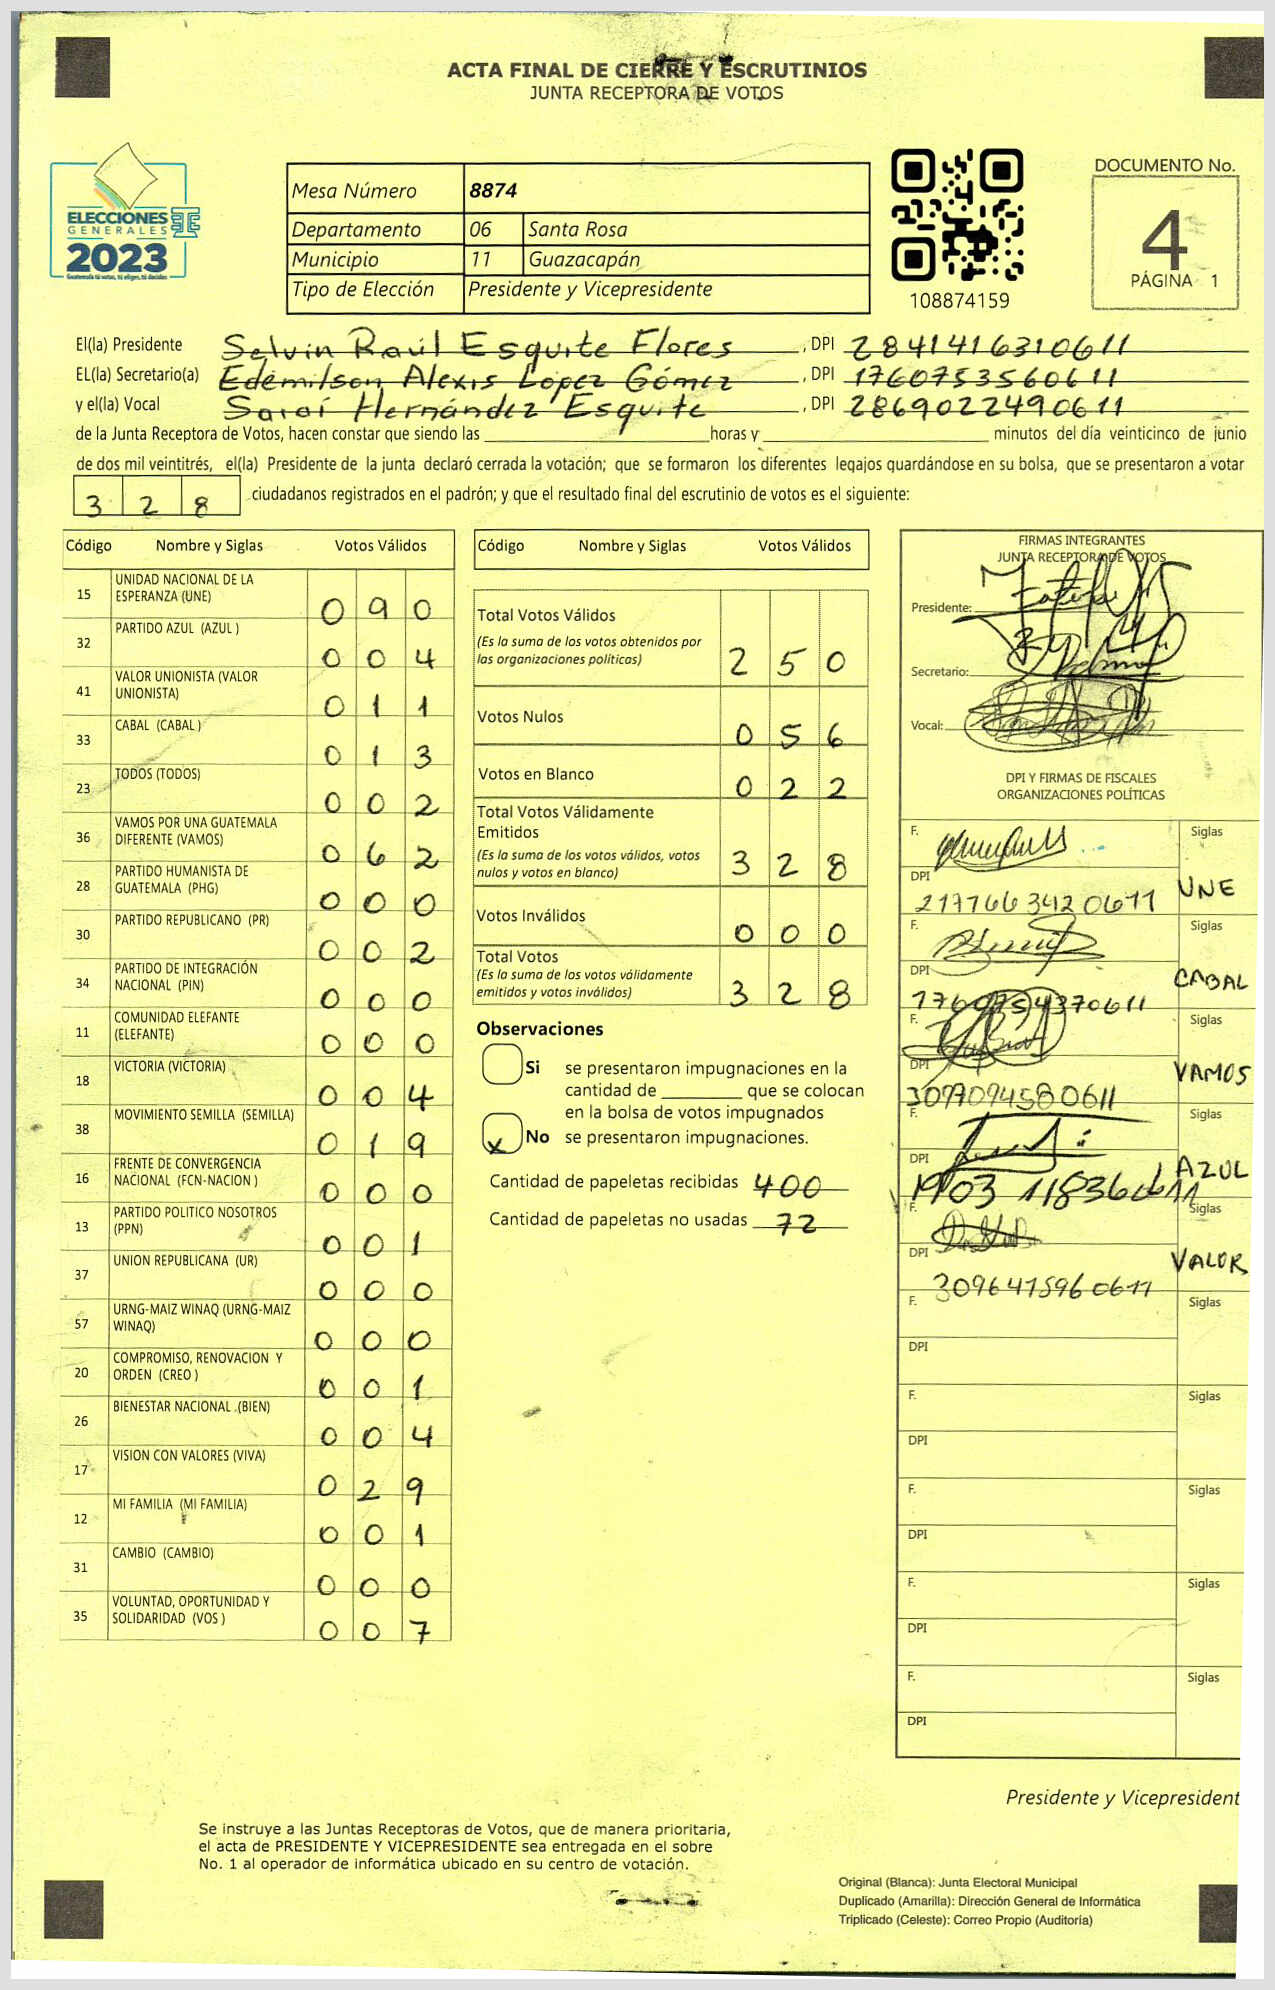 ACTA FINAL DE CIERRE Y ESCRUTINIOS
JUNTA RECEPTORA DE VOTOS
ELECCIONES
GENERALES
2023
Guatemala tú votas, tú eliges, tú decides
Mesa Número 8874
Departamento 06 Santa Rosa
Municipio 11 Guazacapán
Tipo de Elección Presidente y Vicepresidente
108874159
DOCUMENTO No.
4
PÁGINA 1
El(la) Presidente Selvin Raúl Esquite Flores , DPI 2841416310611
EL(la) Secretario(a) Edemilson Alexis Lopez Gómez , DPI 1760753560611
y el(la) Vocal Saraí Hernández Esquite , DPI 2869022490611
de la Junta Receptora de Votos, hacen constar que siendo las horas y minutos del día veinticinco de junio
de dos mil veintitrés, el(la) Presidente de la junta declaró cerrada la votación; que se formaron los diferentes legajos guardándose en su bolsa, que se presentaron a votar
3 2 8 ciudadanos registrados en el padrón; y que el resultado final del escrutinio de votos es el siguiente:
Código Nombre y Siglas Votos Válidos
15 UNIDAD NACIONAL DE LA
ESPERANZA (UNE) 0 9 0
32 PARTIDO AZUL (AZUL ) 0 0 4
41 VALOR UNIONISTA (VALOR
UNIONISTA) 0 1 1
33 CABAL (CABAL ) 0 1 3
23 TODOS (TODOS) 0 0 2
36 VAMOS POR UNA GUATEMALA
DIFERENTE (VAMOS) 0 6 2
28 PARTIDO HUMANISTA DE
GUATEMALA (PHG) 0 0 0
30 PARTIDO REPUBLICANO (PR) 0 0 2
34 PARTIDO DE INTEGRACIÓN
NACIONAL (PIN) 0 0 0
11 COMUNIDAD ELEFANTE
(ELEFANTE) 0 0 0
18 VICTORIA (VICTORIA) 0 0 4
38 MOVIMIENTO SEMILLA (SEMILLA) 0 1 9
16 FRENTE DE CONVERGENCIA
NACIONAL (FCN-NACION ) 0 0 0
13 PARTIDO POLITICO NOSOTROS
(PPN) 0 0 1
37 UNION REPUBLICANA (UR) 0 0 0
57 URNG-MAIZ WINAQ (URNG-MAIZ
WINAQ) 0 0 0
20 COMPROMISO, RENOVACION Y
ORDEN (CREO ) 0 0 1
26 BIENESTAR NACIONAL .(BIEN) 0 0 4
17 VISION CON VALORES (VIVA) 0 2 9
12 MI FAMILIA (MI FAMILIA) 0 0 1
31 CAMBIO (CAMBIO) 0 0 0
35 VOLUNTAD, OPORTUNIDAD Y
SOLIDARIDAD (VOS ) 0 0 7
Código Nombre y Siglas Votos Válidos
Total Votos Válidos
(Es la suma de los votos obtenidos por
las organizaciones políticas) 2 5 0
Votos Nulos 0 5 6
Votos en Blanco 0 2 2
Total Votos Válidamente
Emitidos
(Es la suma de los votos válidos, votos
nulos y votos en blanco) 3 2 8
Votos Inválidos 0 0 0
Total Votos
(Es la suma de los votos válidamente
emitidos y votos inválidos) 3 2 8
Observaciones
Si se presentaron impugnaciones en la
cantidad de que se colocan
en la bolsa de votos impugnados
x No se presentaron impugnaciones.
Cantidad de papeletas recibidas 400
Cantidad de papeletas no usadas 72
FIRMAS INTEGRANTES
JUNTA RECEPTORA DE VOTOS
Presidente:
Secretario:
Vocal:
DPI Y FIRMAS DE FISCALES
ORGANIZACIONES POLÍTICAS
F. Siglas
DPI 2177663420611 UNE
F. Siglas
DPI 1760754370611 CABAL
F. Siglas
DPI 3097094580611 VAMOS
F. Siglas
DPI AZUL
F. Siglas
DPI 3096475960611 VALOR
F. Siglas
DPI
F. Siglas
DPI
F. Siglas
DPI
F. Siglas
DPI
F. Siglas
DPI
Presidente y Vicepresident
Se instruye a las Juntas Receptoras de Votos, que de manera prioritaria,
el acta de PRESIDENTE Y VICEPRESIDENTE sea entregada en el sobre
No. 1 al operador de informática ubicado en su centro de votación.
Original (Blanca): Junta Electoral Municipal
Duplicado (Amarilla): Dirección General de Informática
Triplicado (Celeste): Correo Propio (Auditoría)